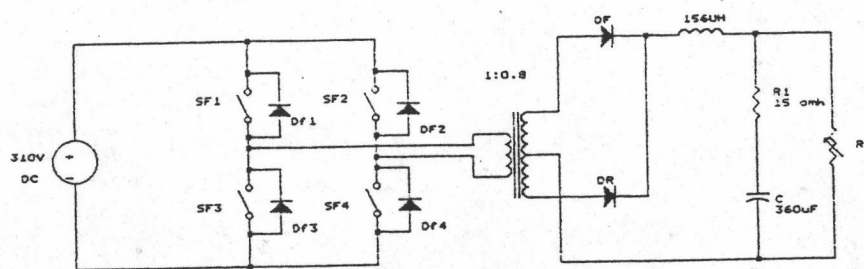 DF
156UH
1:0.8
SF1
Df1
SF2
DF2
R1
15 omh
310V
DC
+
-
R
DR
SF3
Df3
SF4
Df4
C
360uF